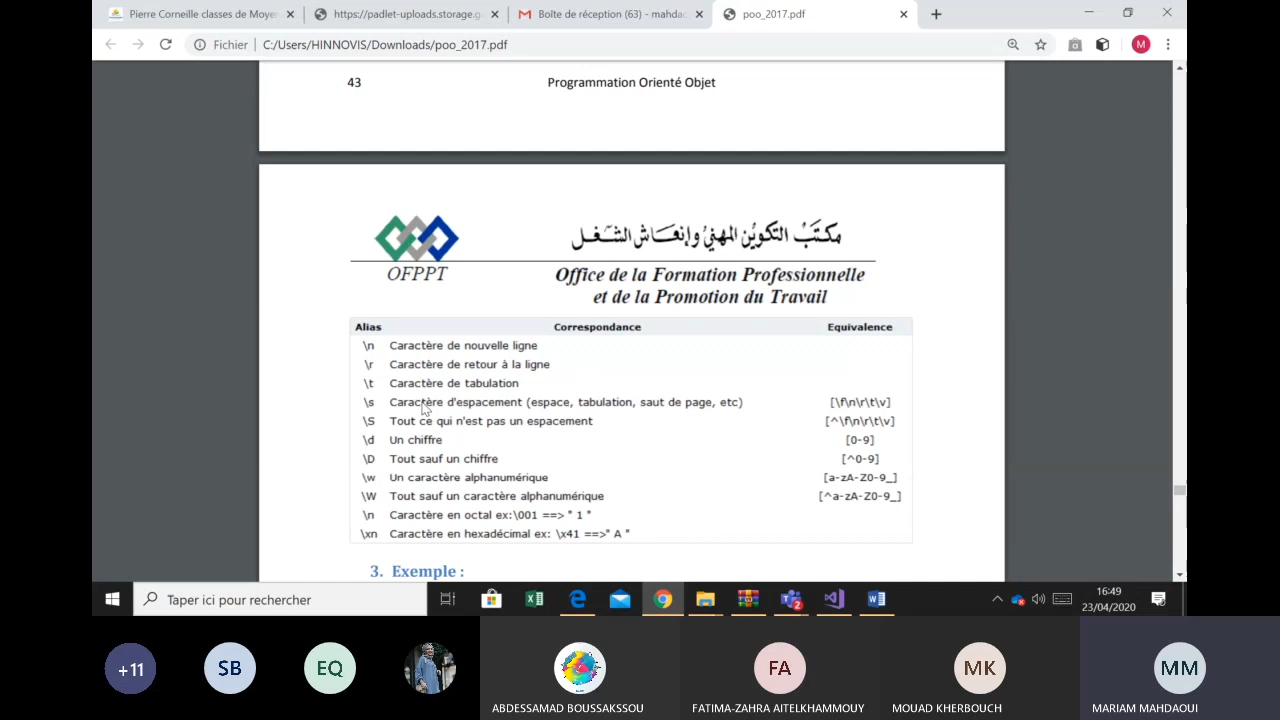 Pierre Corneille classes de Moyer
https://padlet-uploads.storage.g
Boîte de réception (63) - mahda
poo_2017.pdf
Fichier | C:/Users/HINNOVIS/Downloads/poo_2017.pdf
M
43 Programmation Orienté Objet
مكتب التكوين المهني وإنعاش الشغل
OFPPT
Office de la Formation Professionnelle
et de la Promotion du Travail
Alias Correspondance Equivalence
\n Caractère de nouvelle ligne
\r Caractère de retour à la ligne
\t Caractère de tabulation
\s Caractère d'espacement (espace, tabulation, saut de page, etc) [\f\n\r\t\v]
\S Tout ce qui n'est pas un espacement [^\f\n\r\t\v]
\d Un chiffre [0-9]
\D Tout sauf un chiffre [^0-9]
\w Un caractère alphanumérique [a-zA-Z0-9_]
\W Tout sauf un caractère alphanumérique [^a-zA-Z0-9_]
\n Caractère en octal ex:\001 ==> " 1 "
\xn Caractère en hexadécimal ex: \x41 ==>" A "
3. Exemple :
Taper ici pour rechercher
2
16:49
23/04/2020
+11 SB EQ FA MK MM
ABDESSAMAD BOUSSAKSSOU FATIMA-ZAHRA AITELKHAMMOUY MOUAD KHERBOUCH MARIAM MAHDAOUI